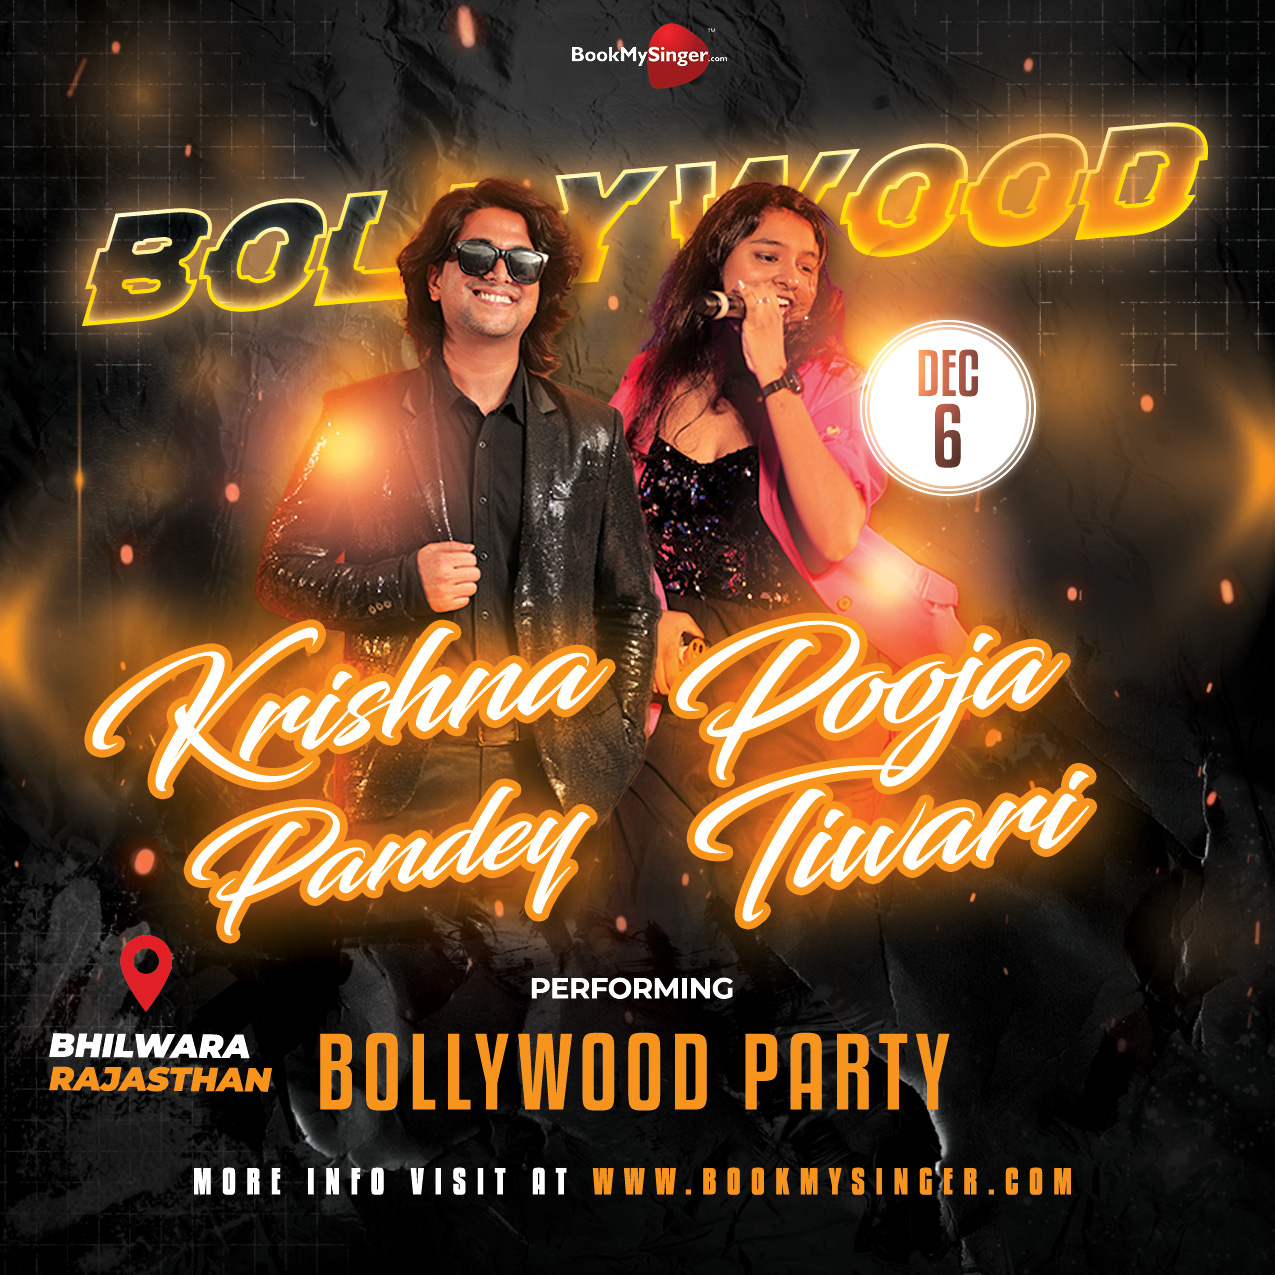 BookMySinger.com
TM
BOLLYWOOD
DEC
6
Krishna
Pandey
Pooja
Tiwari
PERFORMING
BHILWARA
RAJASTHAN
BOLLYWOOD PARTY
MORE INFO VISIT AT WWW.BOOKMYSINGER.COM